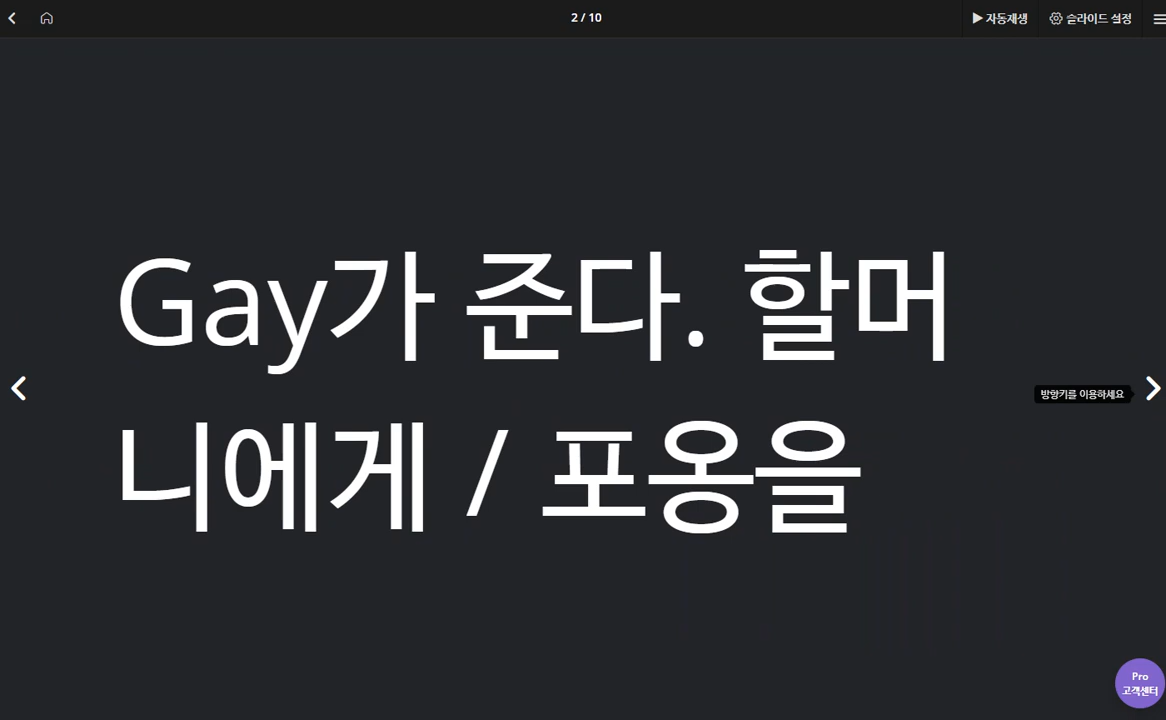 2 / 10
▶ 자동재생
슬라이드 설정
Gay가 준다. 할머
니에게 / 포옹을
방향키를 이용하세요
Pro
고객센터